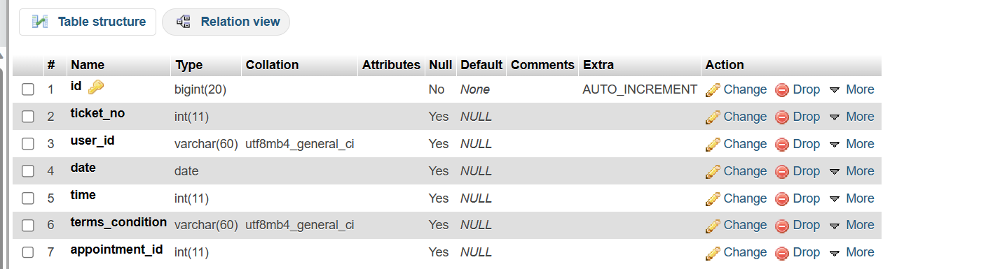 Table structure Relation view
# Name Type Collation Attributes Null Default Comments Extra Action
1 id bigint(20) No None AUTO_INCREMENT Change Drop More
2 ticket_no int(11) Yes NULL Change Drop More
3 user_id varchar(60) utf8mb4_general_ci Yes NULL Change Drop More
4 date date Yes NULL Change Drop More
5 time int(11) Yes NULL Change Drop More
6 terms_condition varchar(60) utf8mb4_general_ci Yes NULL Change Drop More
7 appointment_id int(11) Yes NULL Change Drop More